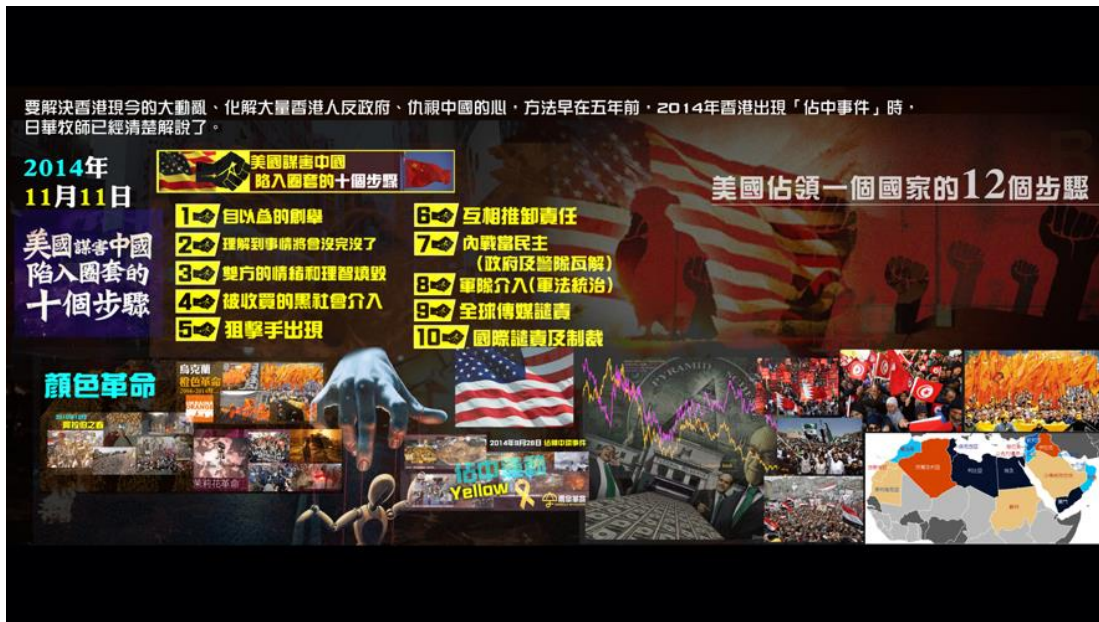 要解決香港現今的大動亂、化解大量香港人反政府、仇視中國的心，方法早在五年前，2014年香港出現「佔中事件」時，
日華牧師已經清楚解說了。
2014年
11月11日
美國謀害中國
陷入圈套的
十個步驟
美國謀害中國
陷入圈套的十個步驟
1 自以為的創舉
2 理解到事情將會沒完沒了
3 雙方的情緒和理智燒毀
4 被收買的黑社會介入
5 狙擊手出現
6 互相推卸責任
7 內戰當民主
（政府及警隊瓦解）
8 軍隊介入(軍法統治)
9 全球傳媒譴責
10 國際譴責及制裁
美國佔領一個國家的12個步驟
顏色革命
烏克蘭
橙色革命
ORANGE
阿拉伯之春
茉莉花革命
2014年9月28日 佔領中環事件
佔中革命
Yellow
雨傘革命
PYRAMID